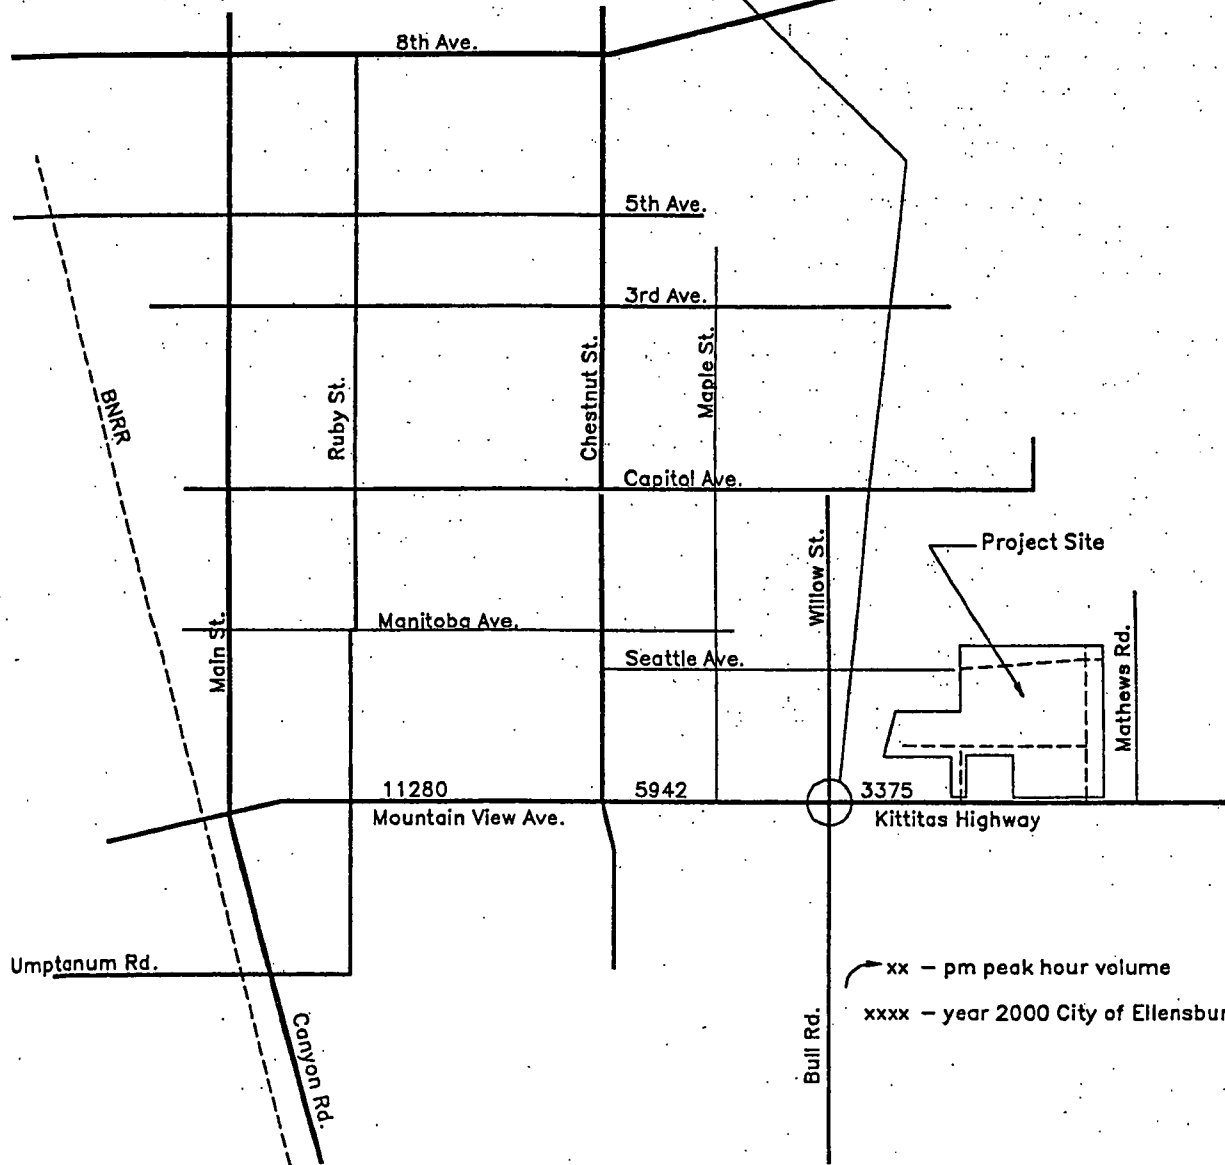 8th Ave.
5th Ave.
3rd Ave.
Maple St.
Chestnut St.
Ruby St.
BNRR
Capitol Ave.
Willow St.
Project Site
Main St.
Manitoba Ave.
Seattle Ave.
Mathews Rd.
11280
5942
3375
Mountain View Ave.
Kittitas Highway
Umptanum Rd.
xx – pm peak hour volume
xxxx – year 2000 City of Ellensbur
Canyon Rd.
Bull Rd.